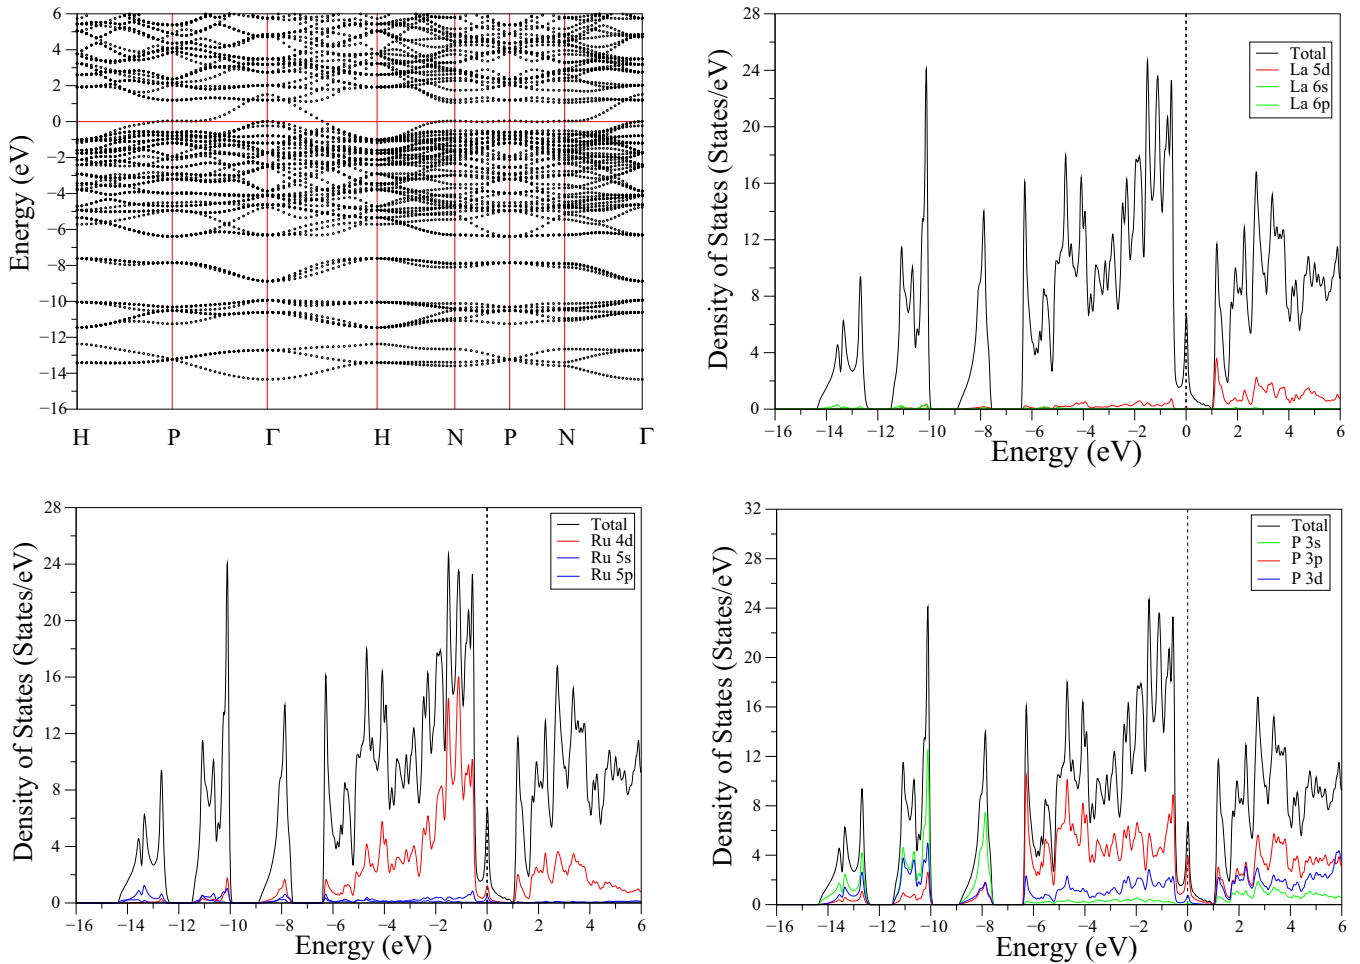 6
4
2
0
−2
−4
−6
−8
−10
−12
−14
−16
Energy (eV)
H P Γ H N P N Γ
28
24
20
16
12
8
4
0
Density of States (States/eV)
Total
La 5d
La 6s
La 6p
−16 −14 −12 −10 −8 −6 −4 −2 0 2 4 6
Energy (eV)
28
24
20
16
12
8
4
0
Density of States (States/eV)
Total
Ru 4d
Ru 5s
Ru 5p
−16 −14 −12 −10 −8 −6 −4 −2 0 2 4 6
Energy (eV)
32
28
24
20
16
12
8
4
0
Density of States (States/eV)
Total
P 3s
P 3p
P 3d
−16 −14 −12 −10 −8 −6 −4 −2 0 2 4 6
Energy (eV)